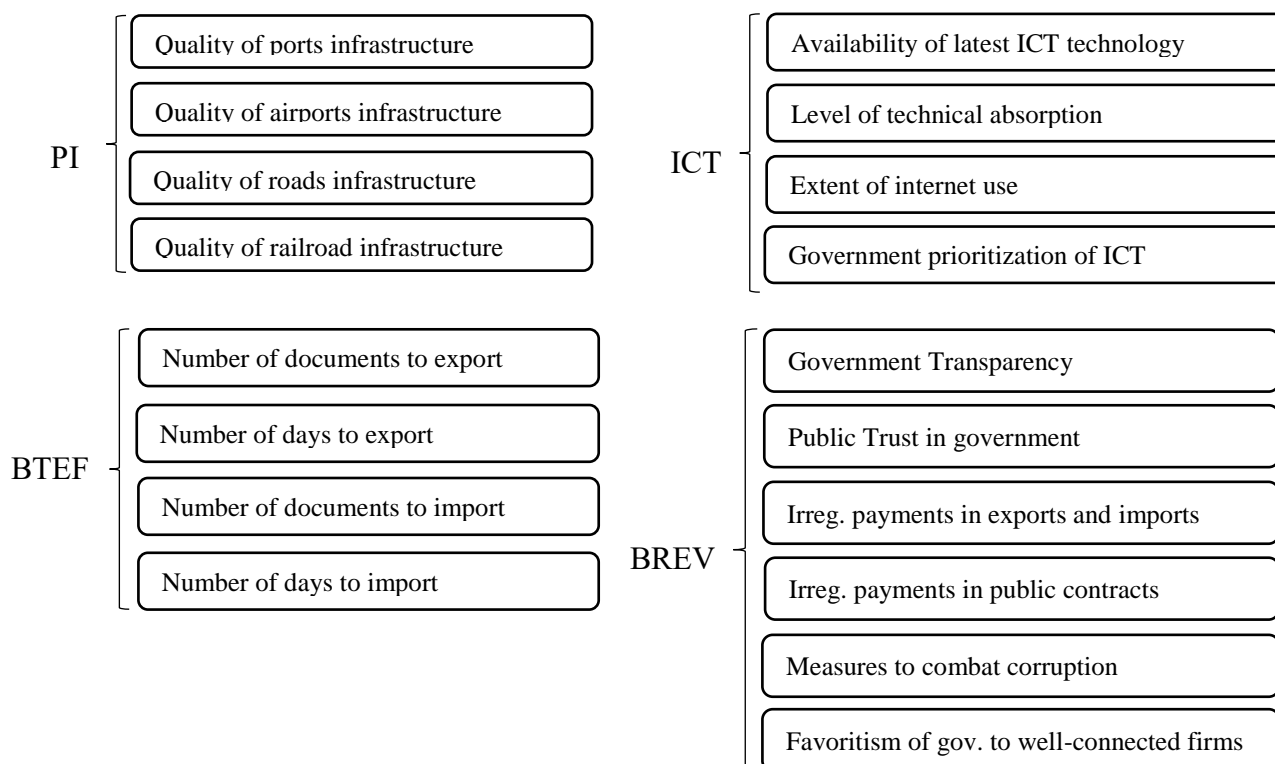 PI
Quality of ports infrastructure
Quality of airports infrastructure
Quality of roads infrastructure
Quality of railroad infrastructure
ICT
Availability of latest ICT technology
Level of technical absorption
Extent of internet use
Government prioritization of ICT
BTEF
Number of documents to export
Number of days to export
Number of documents to import
Number of days to import
BREV
Government Transparency
Public Trust in government
Irreg. payments in exports and imports
Irreg. payments in public contracts
Measures to combat corruption
Favoritism of gov. to well-connected firms